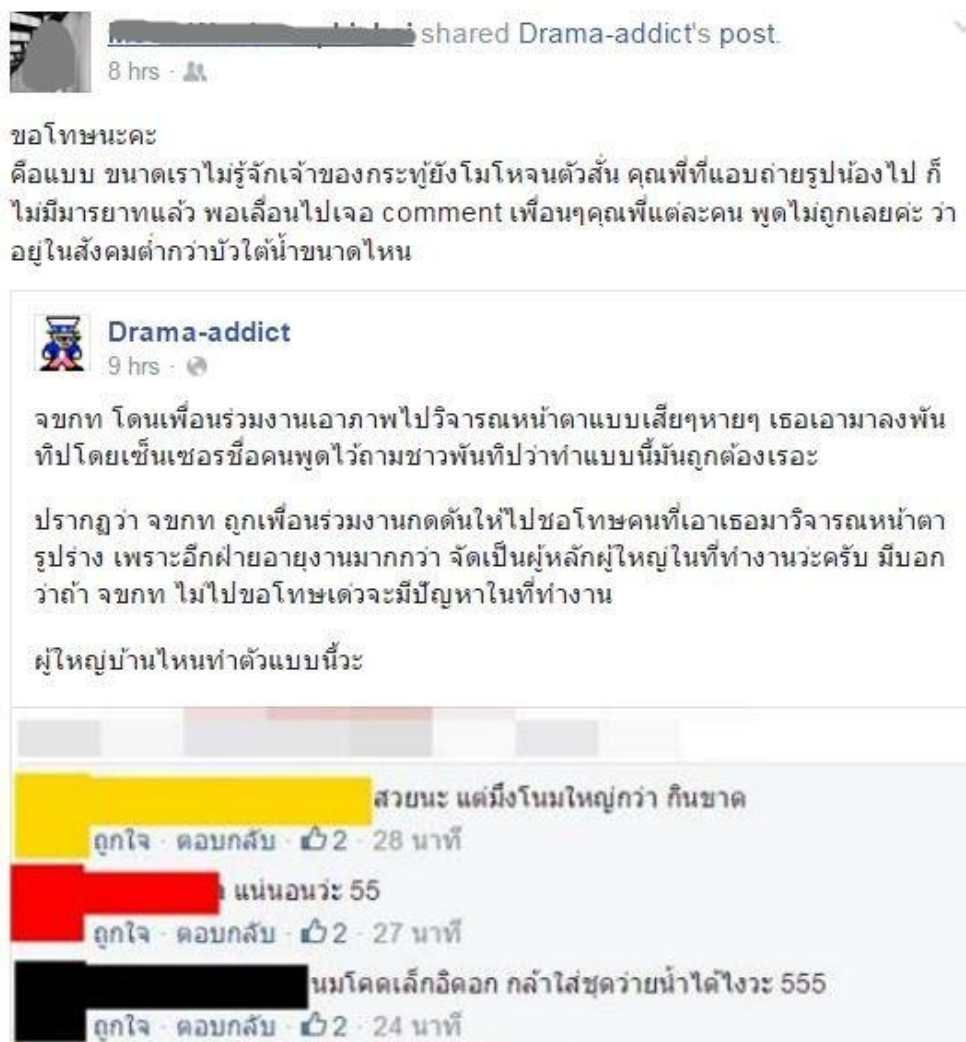 shared Drama-addict's post.
8 hrs ·
ขอโทษนะคะ
คือแบบ ขนาดเราไม่รู้จักเจ้าของกระทู้ยังโมโหจนตัวสั่น คุณพี่ที่แอบถ่ายรูปน้องไป ก็
ไม่มีมารยาทแล้ว พอเลื่อนไปเจอ comment เพื่อนๆคุณพี่แต่ละคน พูดไม่ถูกเลยค่ะ ว่า
อยู่ในสังคมต่ำกว่าบัวใต้น้ำขนาดไหน
Drama-addict
9 hrs ·
จขกท โดนเพื่อนร่วมงานเอาภาพไปวิจารณหน้าตาแบบเสียๆหายๆ เธอเอามาลงพัน
ทิปโดยเซ็นเซอรชื่อคนพูดไว้ถามชาวพันทิปว่าทำแบบนี้มันถูกต้องเรอะ
ปรากฏว่า จขกท ถูกเพื่อนร่วมงานกดดันให้ไปขอโทษคนที่เอาเธอมาวิจารณหน้าตา
รูปร่าง เพราะอีกฝ่ายอายุงานมากกว่า จัดเป็นผู้หลักผู้ใหญ่ในที่ทำงานว่ะครับ มีบอก
ว่าถ้า จขกท ไม่ไปขอโทษเด่วจะมีปัญหาในที่ทำงาน
ผู้ใหญ่บ้านไหนทำตัวแบบนี้วะ
สวยนะ แต่มึงโนมใหญ่กว่า กินขาด
ถูกใจ · ตอบกลับ · 2 · 28 นาที
แน่นอนว่ะ 55
ถูกใจ · ตอบกลับ · 2 · 27 นาที
นมโคตเล็กอิดอก กล้าใส่ชุดว่ายน้ำได้ไงวะ 555
ถูกใจ · ตอบกลับ · 2 · 24 นาที